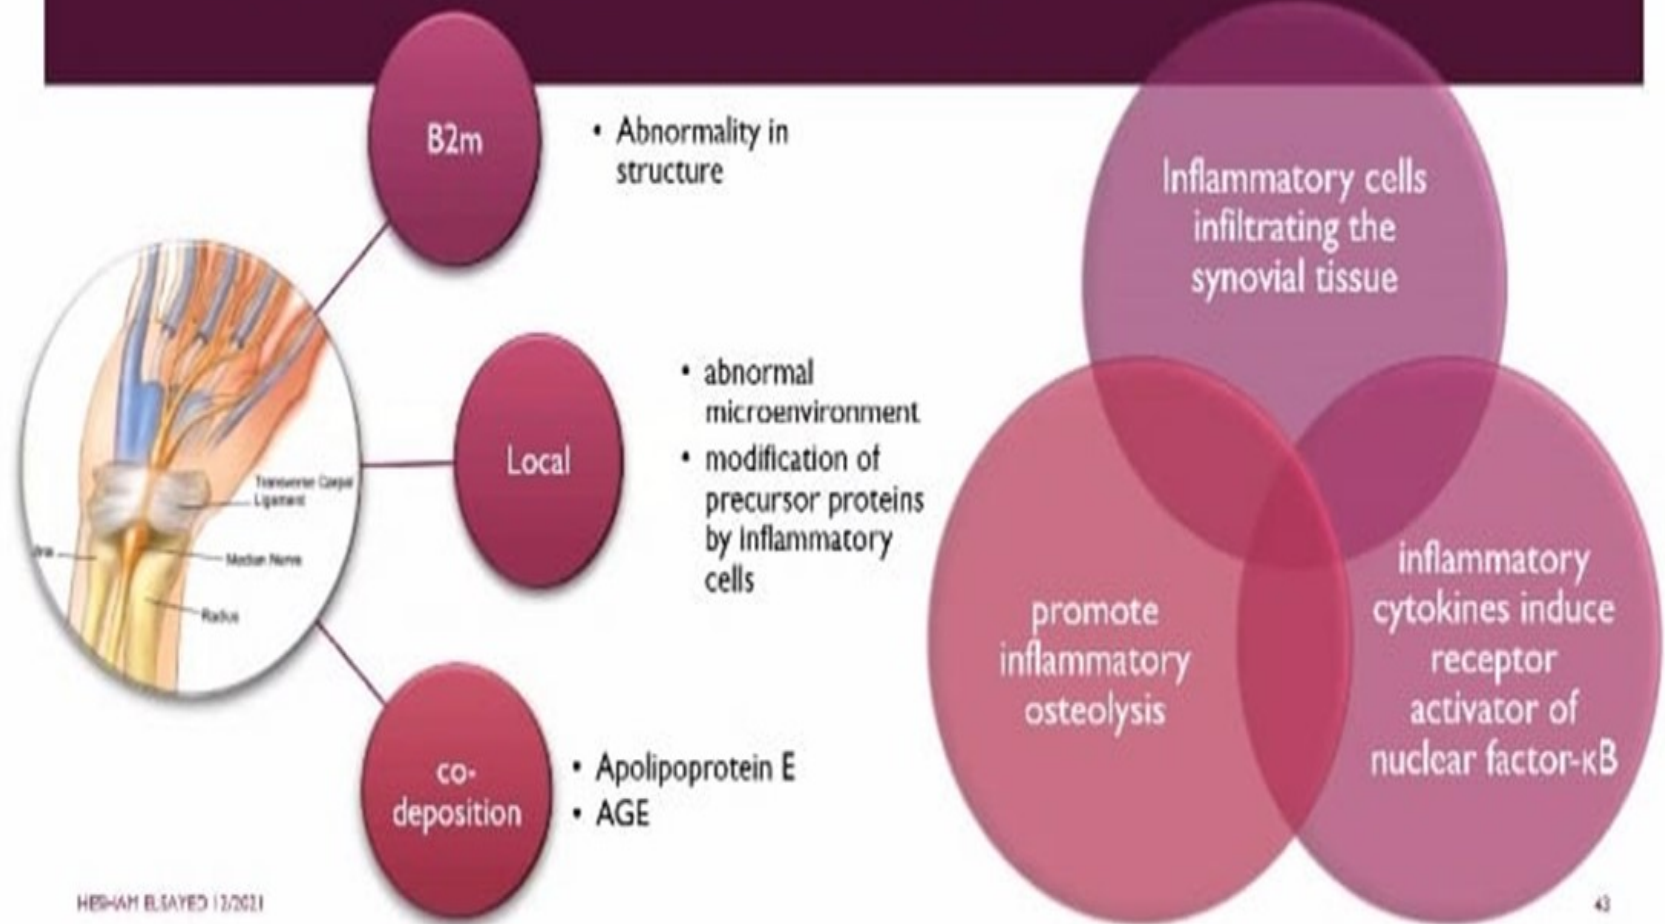 B2m
• Abnormality in
structure
Local
• abnormal
microenvironment
• modification of
precursor proteins
by inflammatory
cells
co-
deposition
• Apolipoprotein E
• AGE
Transverse Carpal
Ligament
Median Nerve
Radius
Inflammatory cells
infiltrating the
synovial tissue
promote
inflammatory
osteolysis
inflammatory
cytokines induce
receptor
activator of
nuclear factor-κB
HESHAM ELSAYED 12/2021
43